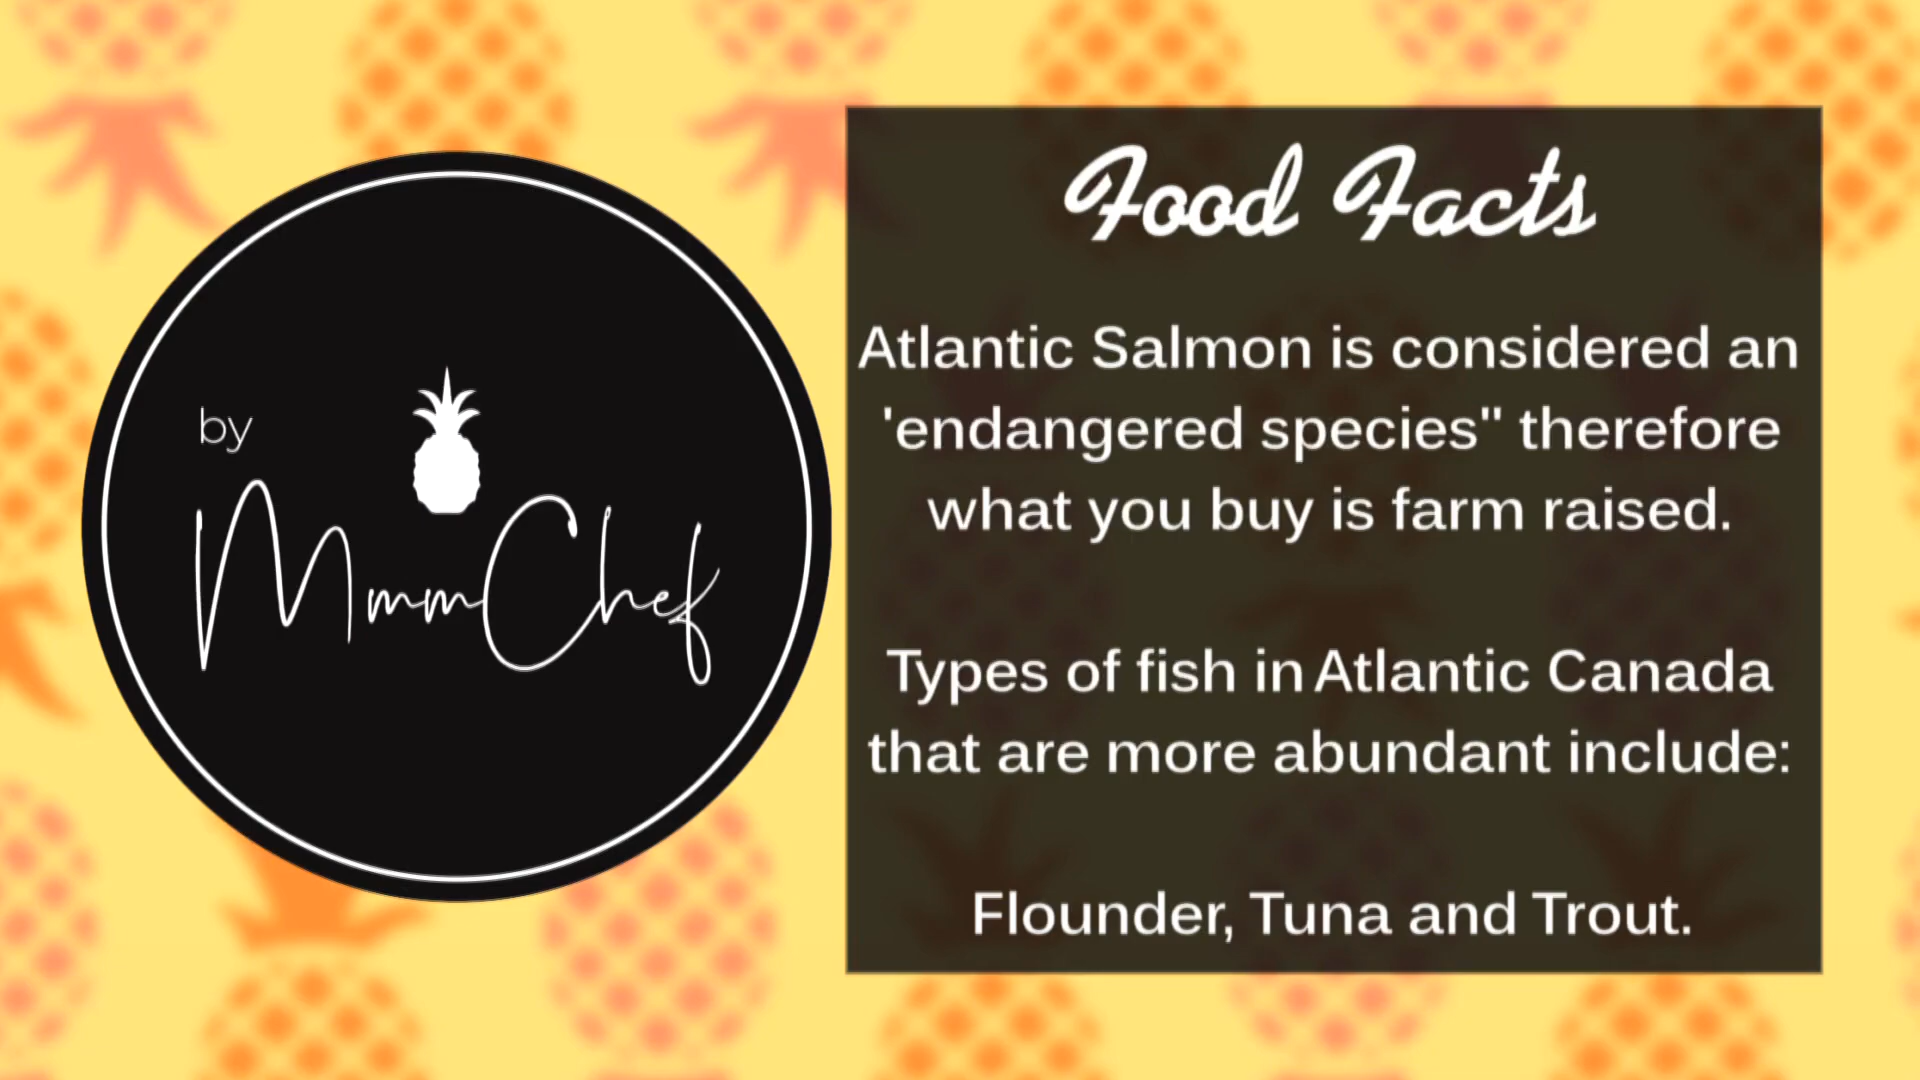 by
MmmChef
Food Facts
Atlantic Salmon is considered an
'endangered species" therefore
what you buy is farm raised.
Types of fish in Atlantic Canada
that are more abundant include:
Flounder, Tuna and Trout.